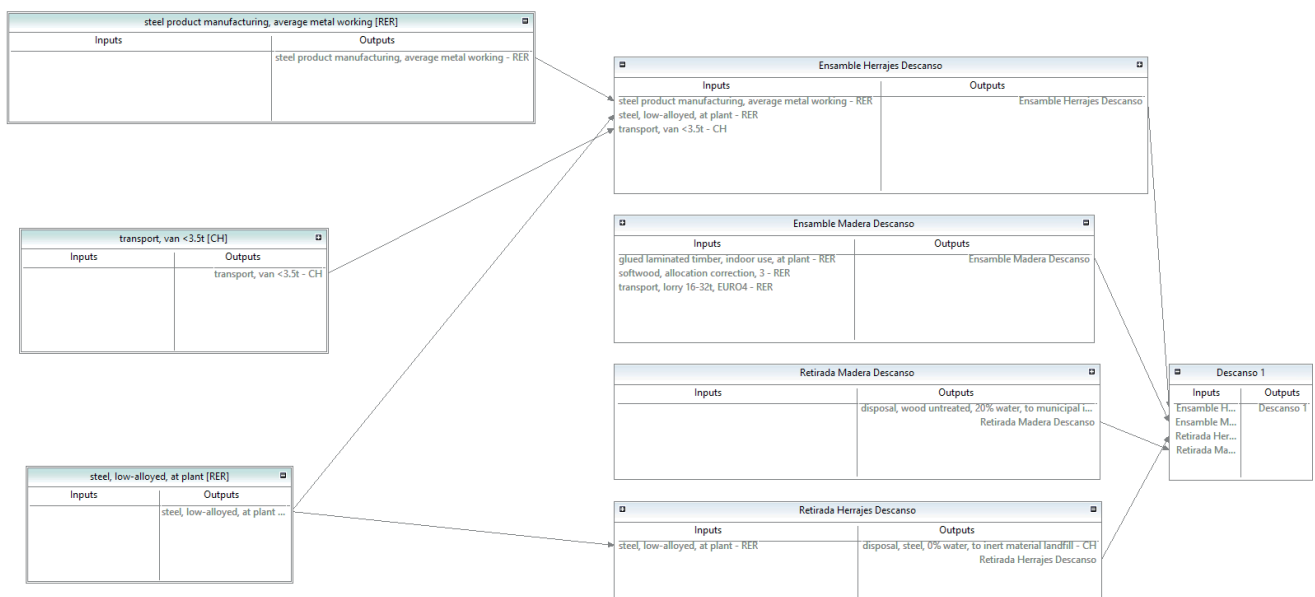 steel product manufacturing, average metal working [RER]
Inputs
Outputs
steel product manufacturing, average metal working - RER
transport, van <3.5t [CH]
Inputs
Outputs
transport, van <3.5t - CH
steel, low-alloyed, at plant [RER]
Inputs
Outputs
steel, low-alloyed, at plant ...
Ensamble Herrajes Descanso
Inputs
Outputs
steel product manufacturing, average metal working - RER
steel, low-alloyed, at plant - RER
transport, van <3.5t - CH
Ensamble Herrajes Descanso
Ensamble Madera Descanso
Inputs
Outputs
glued laminated timber, indoor use, at plant - RER
softwood, allocation correction, 3 - RER
transport, lorry 16-32t, EURO4 - RER
Ensamble Madera Descanso
Retirada Madera Descanso
Inputs
Outputs
disposal, wood untreated, 20% water, to municipal i...
Retirada Madera Descanso
Retirada Herrajes Descanso
Inputs
Outputs
steel, low-alloyed, at plant - RER
disposal, steel, 0% water, to inert material landfill - CH
Retirada Herrajes Descanso
Descanso 1
Inputs
Outputs
Ensamble H...
Ensamble M...
Retirada Her...
Retirada Ma...
Descanso 1